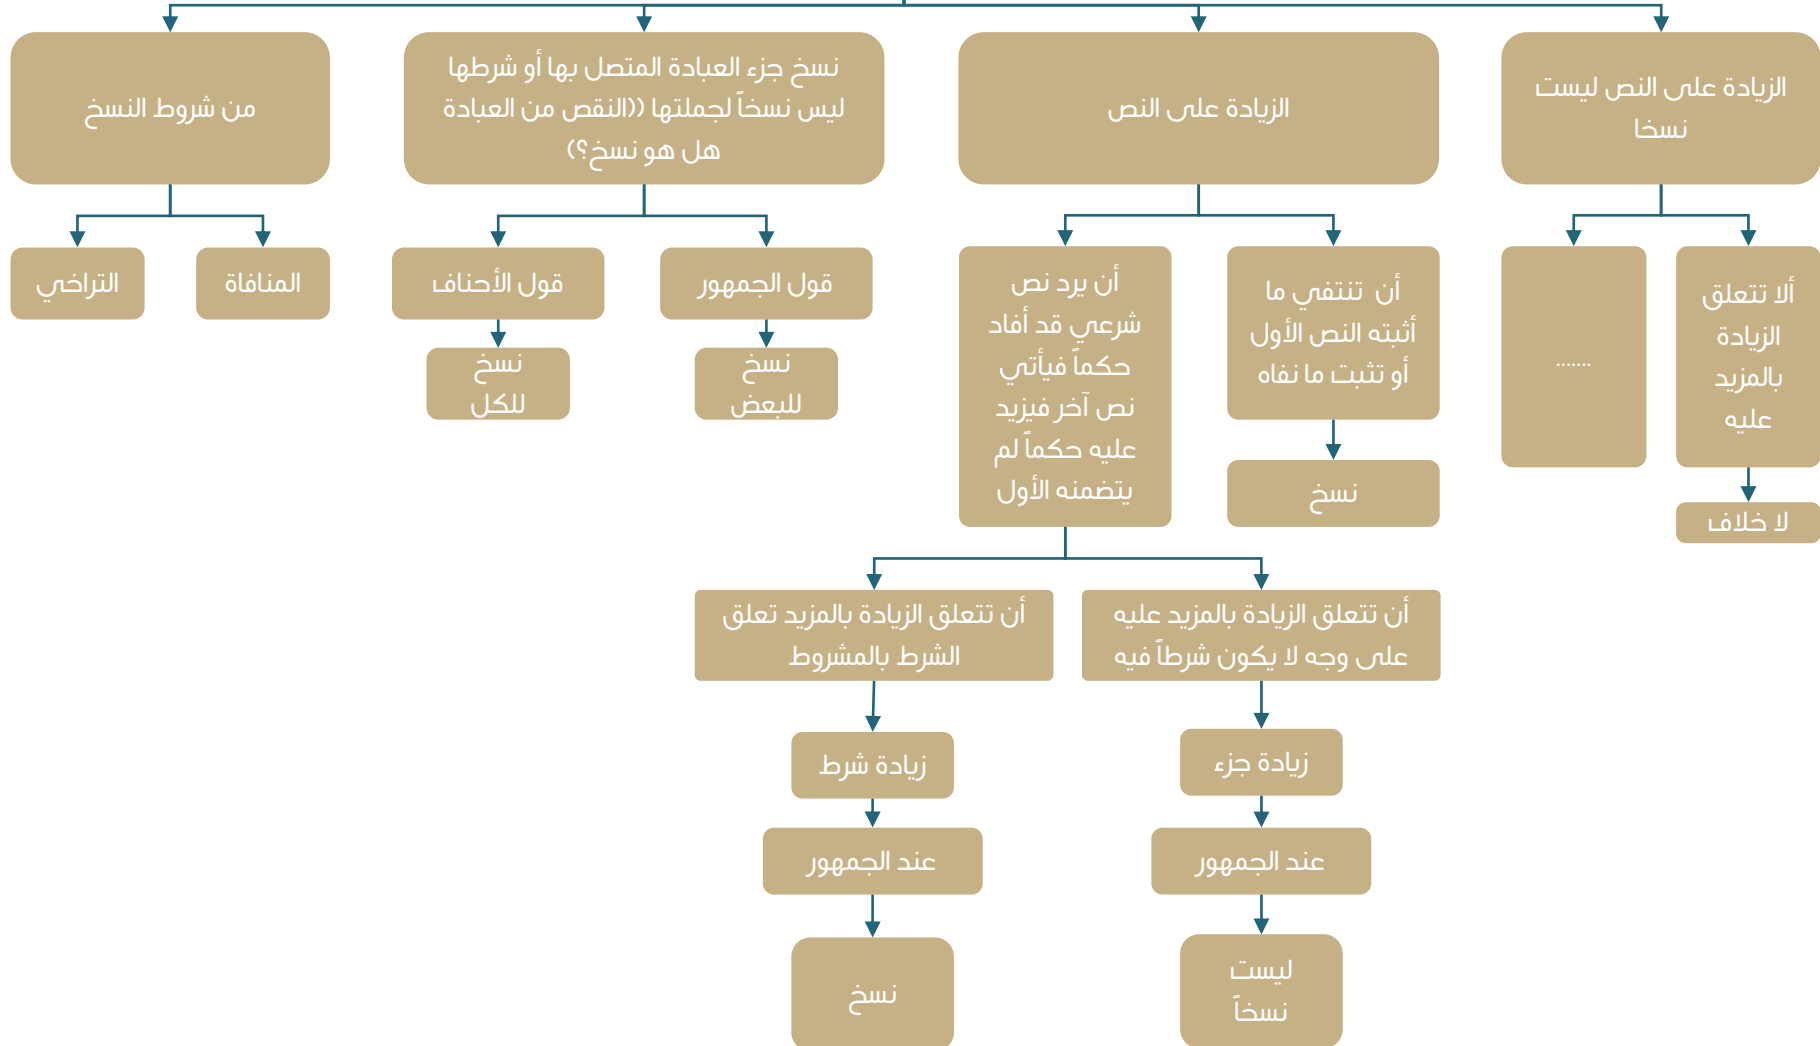 الزيادة على النص ليست
نسخا
الزيادة على النص
نسخ جزء العبادة المتصل بها أو شرطها
ليس نسخاً لجملتها ((النقص من العبادة
هل هو نسخ؟)
من شروط النسخ
ألا تتعلق
الزيادة
بالمزيد
عليه
.......
أن تنتفي ما
أثبته النص الأول
أو تثبت ما نفاه
أن يرد نص
شرعي قد أفاد
حكماً فيأتي
نص آخر فيزيد
عليه حكماً لم
يتضمنه الأول
قول الجمهور
قول الأحناف
المنافاة
التراخي
لا خلاف
نسخ
نسخ
للبعض
نسخ
للكل
أن تتعلق الزيادة بالمزيد عليه
على وجه لا يكون شرطاً فيه
أن تتعلق الزيادة بالمزيد تعلق
الشرط بالمشروط
زيادة جزء
زيادة شرط
عند الجمهور
عند الجمهور
ليست
نسخاً
نسخ